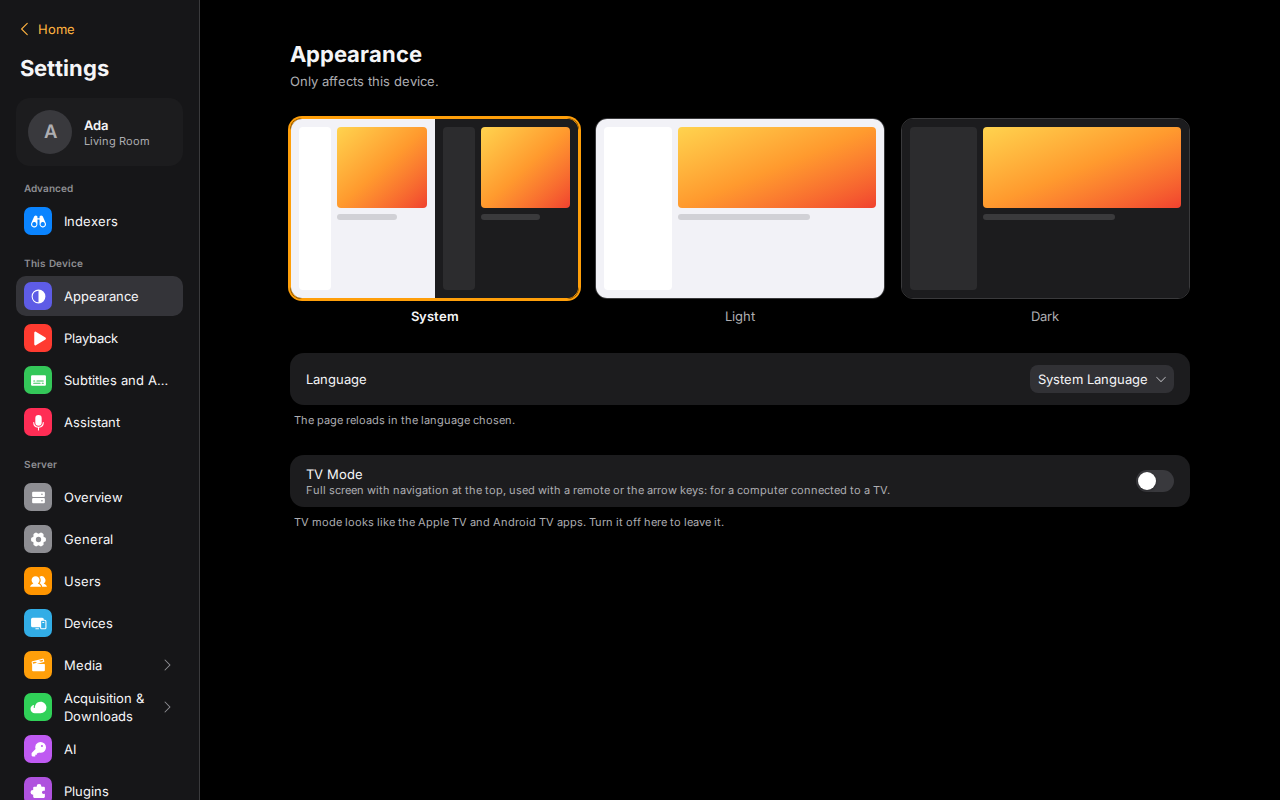 Home
Settings
A
Ada
Living Room
Advanced
Indexers
This Device
Appearance
Playback
Subtitles and A...
Assistant
Server
Overview
General
Users
Devices
Media
Acquisition &
Downloads
AI
Plugins
Appearance
Only affects this device.
System
Light
Dark
Language
System Language
The page reloads in the language chosen.
TV Mode
Full screen with navigation at the top, used with a remote or the arrow keys: for a computer connected to a TV.
TV mode looks like the Apple TV and Android TV apps. Turn it off here to leave it.